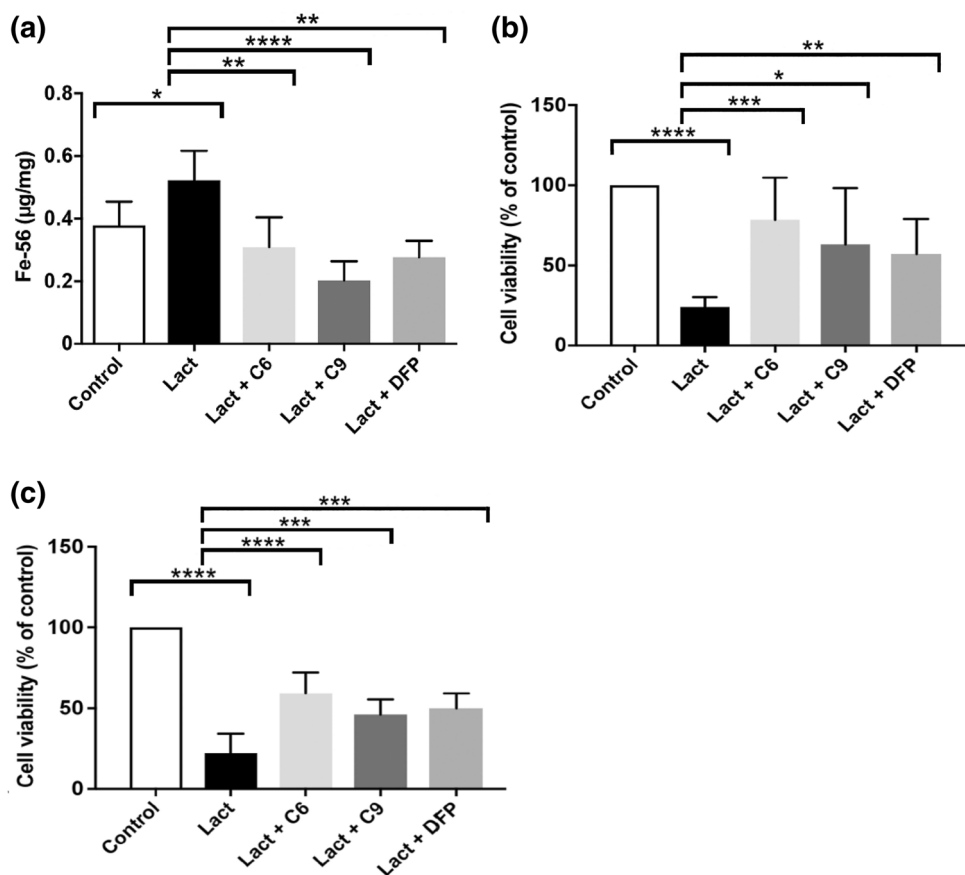 (a)
**
****
**
*
0.8
0.6
0.4
0.2
0
Fe-56 (µg/mg)
Control
Lact
Lact + C6
Lact + C9
Lact + DFP
(b)
**
*
***
****
150
100
50
0
Cell viability (% of control)
Control
Lact
Lact + C6
Lact + C9
Lact + DFP
(c)
***
***
****
****
150
100
50
0
Cell viability (% of control)
Control
Lact
Lact + C6
Lact + C9
Lact + DFP